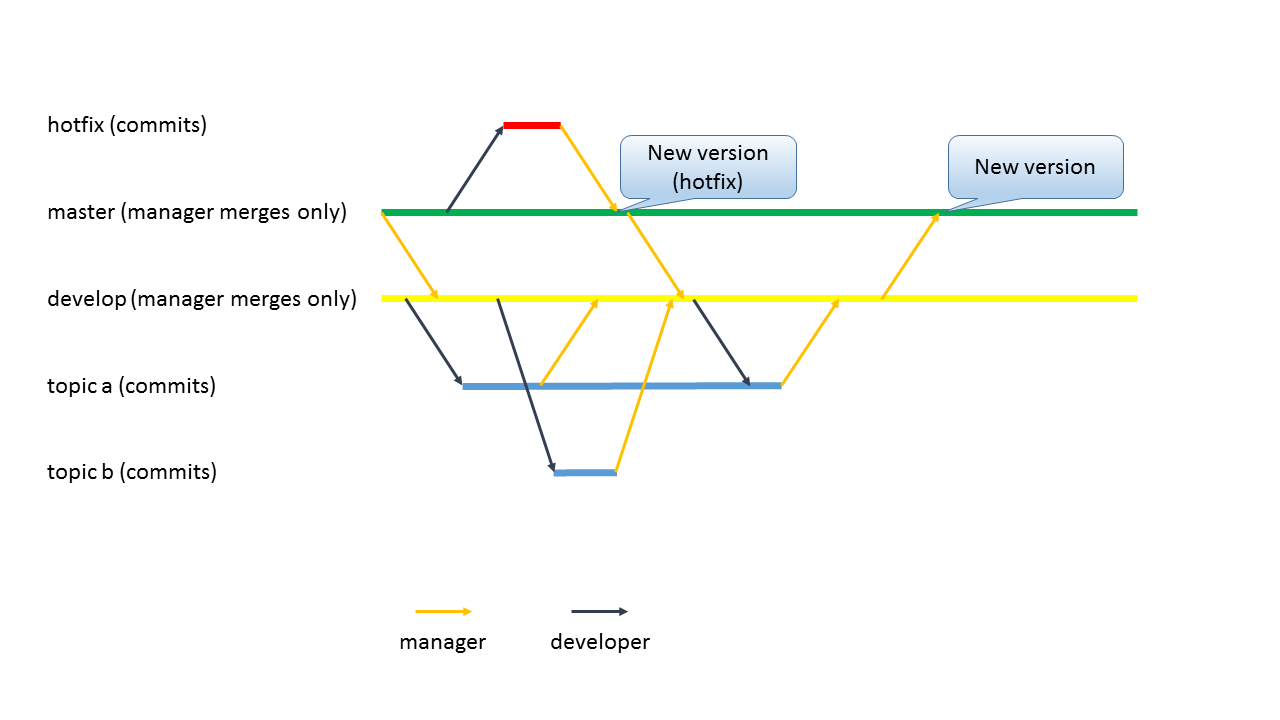 hotfix (commits)
New version
(hotfix)
New version
master (manager merges only)
develop (manager merges only)
topic a (commits)
topic b (commits)
manager
developer